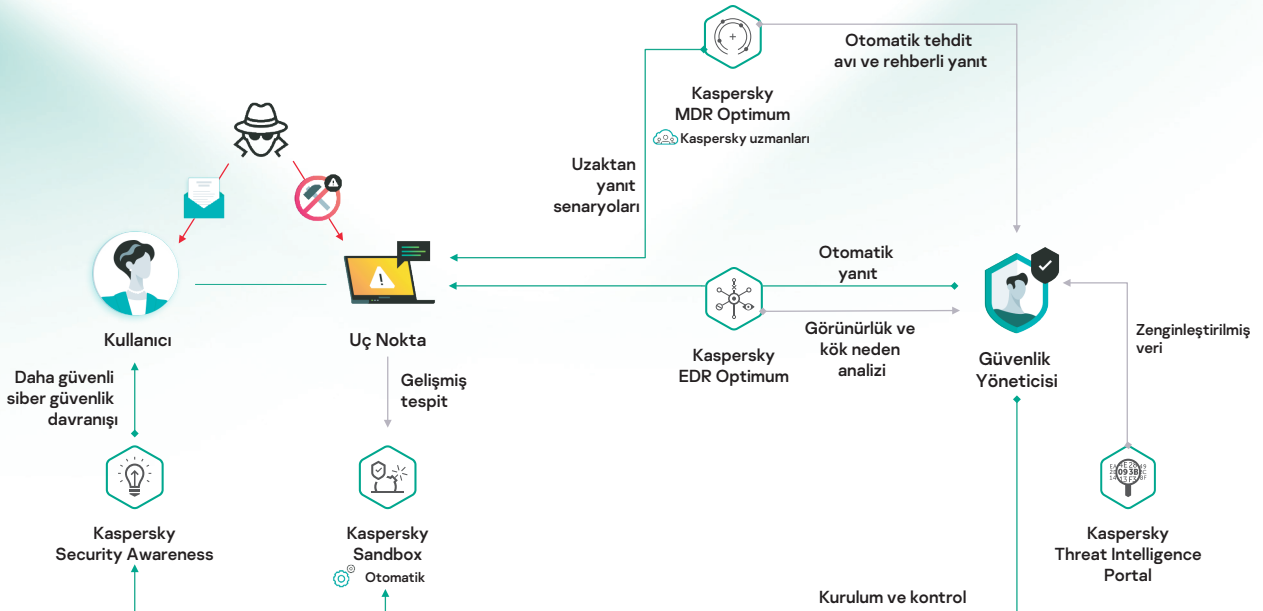 Otomatik tehdit
avı ve rehberli yanıt
Kaspersky
MDR Optimum
Kaspersky uzmanları
Uzaktan
yanıt
senaryoları
Otomatik
yanıt
Kullanıcı
Uç Nokta
Kaspersky
EDR Optimum
Görünürlük ve
kök neden
analizi
Güvenlik
Yöneticisi
Zenginleştirilmiş
veri
Daha güvenli
siber güvenlik
davranışı
Gelişmiş
tespit
Kaspersky
Security Awareness
Kaspersky
Sandbox
Otomatik
093B
Kaspersky
Threat Intelligence
Portal
Kurulum ve kontrol